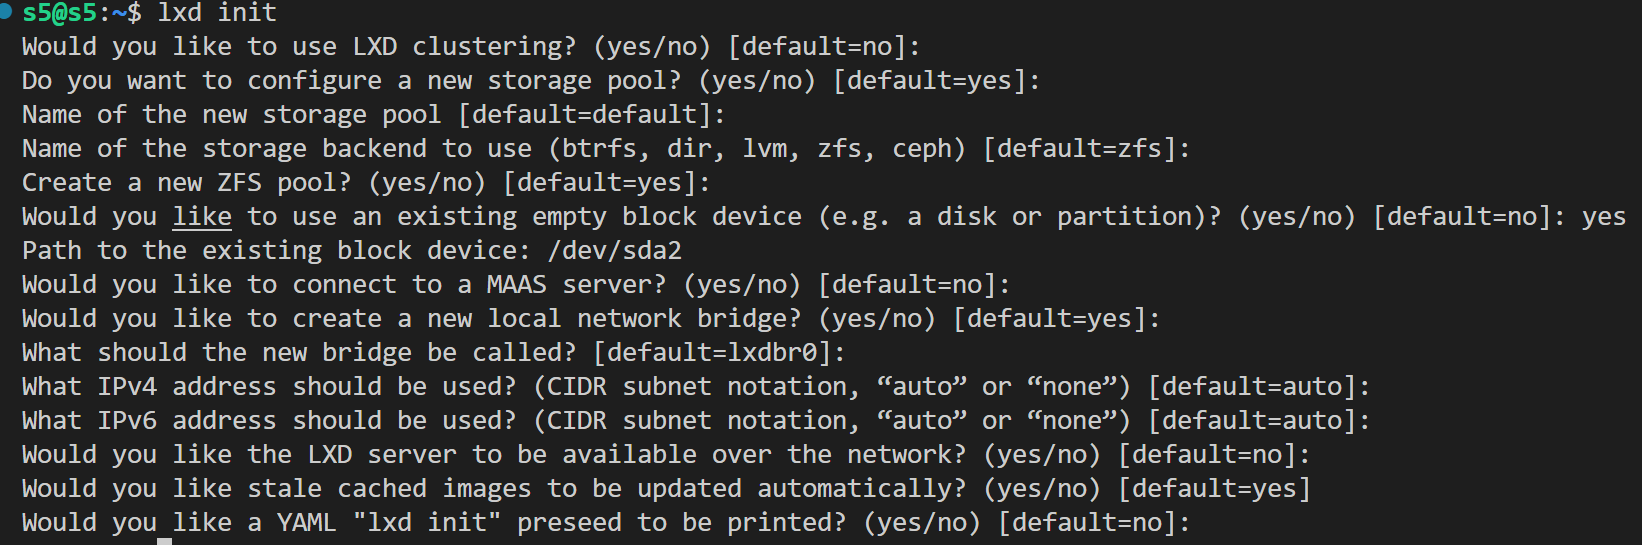 s5@s5:~$ lxd init
Would you like to use LXD clustering? (yes/no) [default=no]:
Do you want to configure a new storage pool? (yes/no) [default=yes]:
Name of the new storage pool [default=default]:
Name of the storage backend to use (btrfs, dir, lvm, zfs, ceph) [default=zfs]:
Create a new ZFS pool? (yes/no) [default=yes]:
Would you like to use an existing empty block device (e.g. a disk or partition)? (yes/no) [default=no]: yes
Path to the existing block device: /dev/sda2
Would you like to connect to a MAAS server? (yes/no) [default=no]:
Would you like to create a new local network bridge? (yes/no) [default=yes]:
What should the new bridge be called? [default=lxdbr0]:
What IPv4 address should be used? (CIDR subnet notation, “auto” or “none”) [default=auto]:
What IPv6 address should be used? (CIDR subnet notation, “auto” or “none”) [default=auto]:
Would you like the LXD server to be available over the network? (yes/no) [default=no]:
Would you like stale cached images to be updated automatically? (yes/no) [default=yes]
Would you like a YAML "lxd init" preseed to be printed? (yes/no) [default=no]: